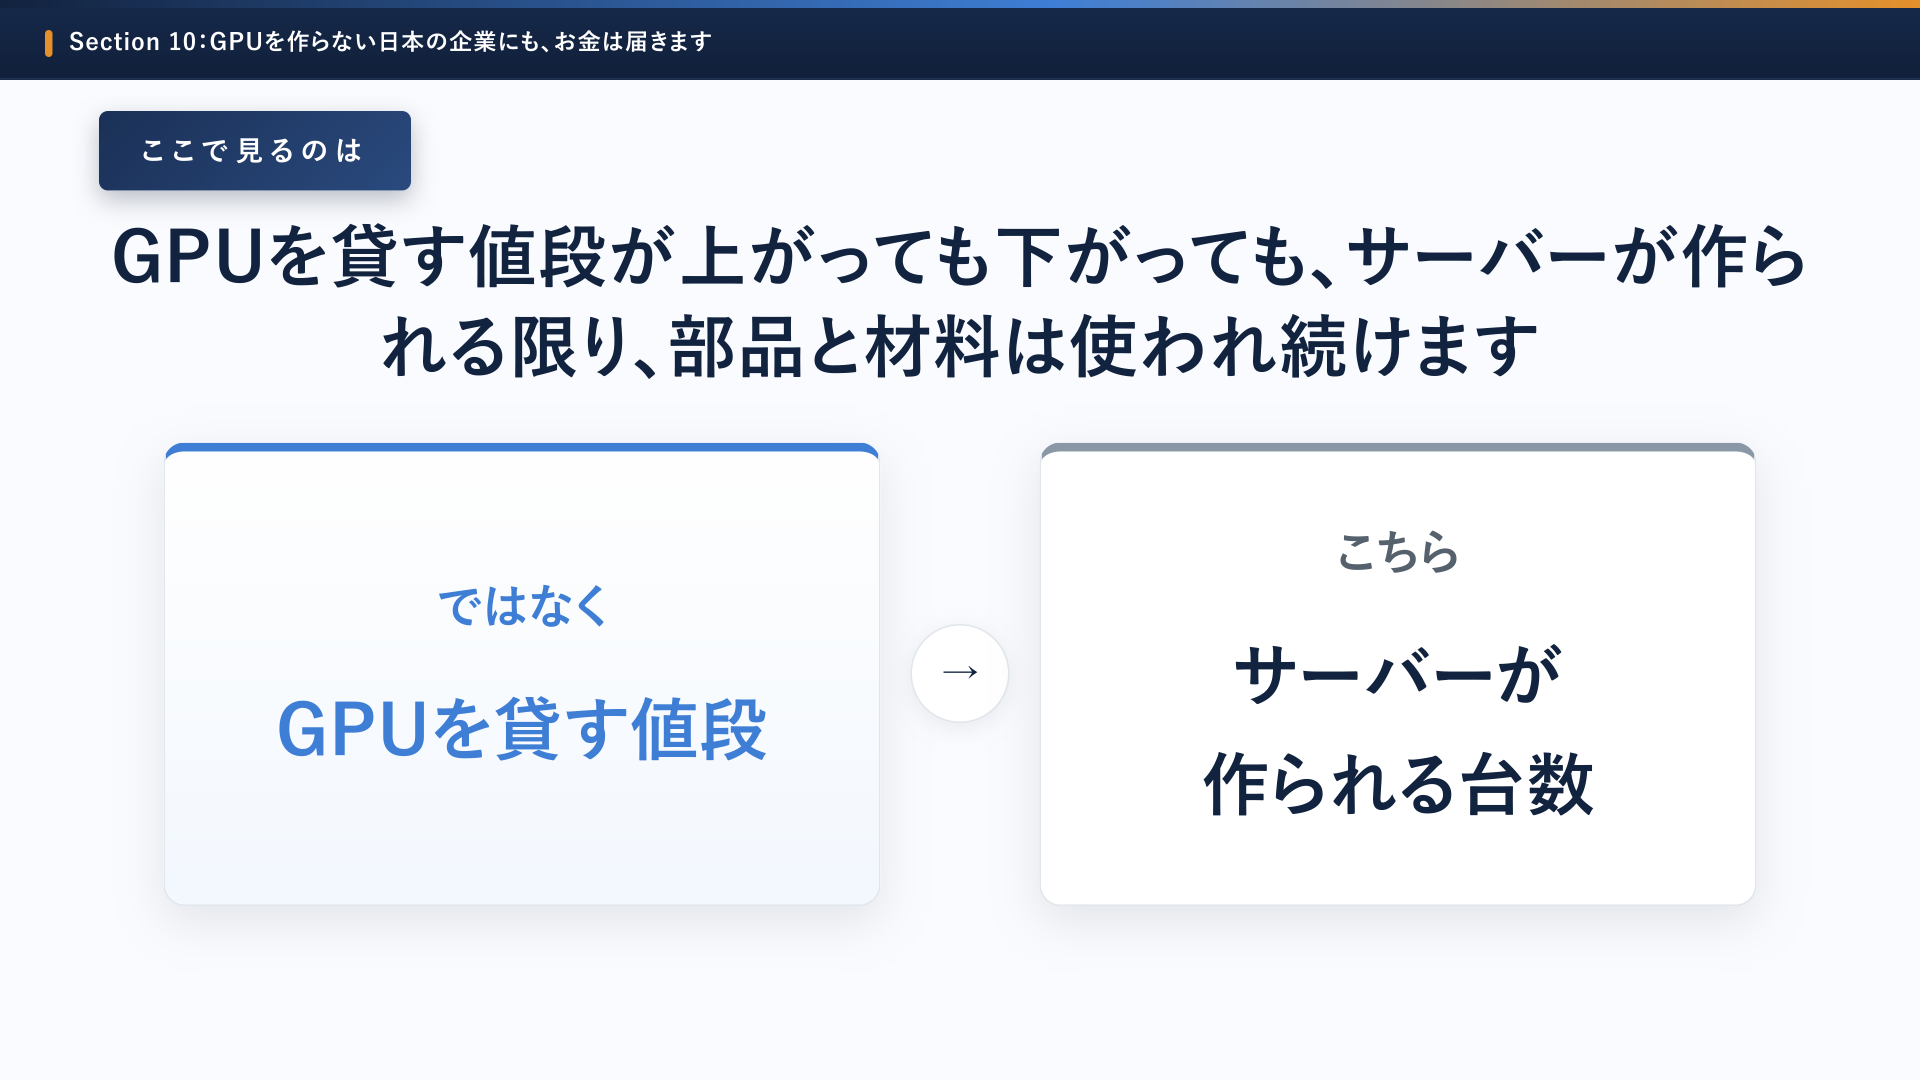 Section 10：GPUを作らない日本の企業にも、お金は届きます
ここで見るのは
GPUを貸す値段が上がっても下がっても、サーバーが作ら
れる限り、部品と材料は使われ続けます
ではなく
GPUを貸す値段
→
こちら
サーバーが
作られる台数